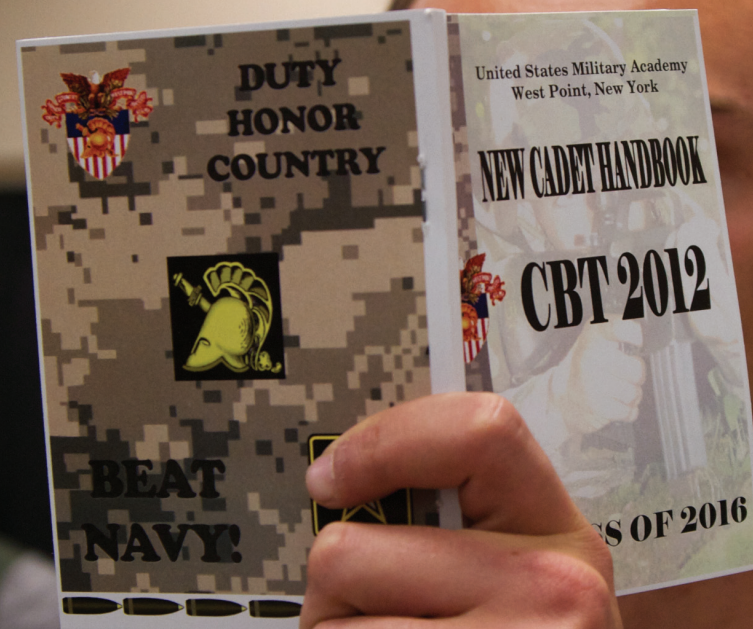 DUTY
HONOR
COUNTRY
BEAT
NAVY!
United States Military Academy
West Point, New York
NEW CADET HANDBOOK
CBT 2012
OF 2016